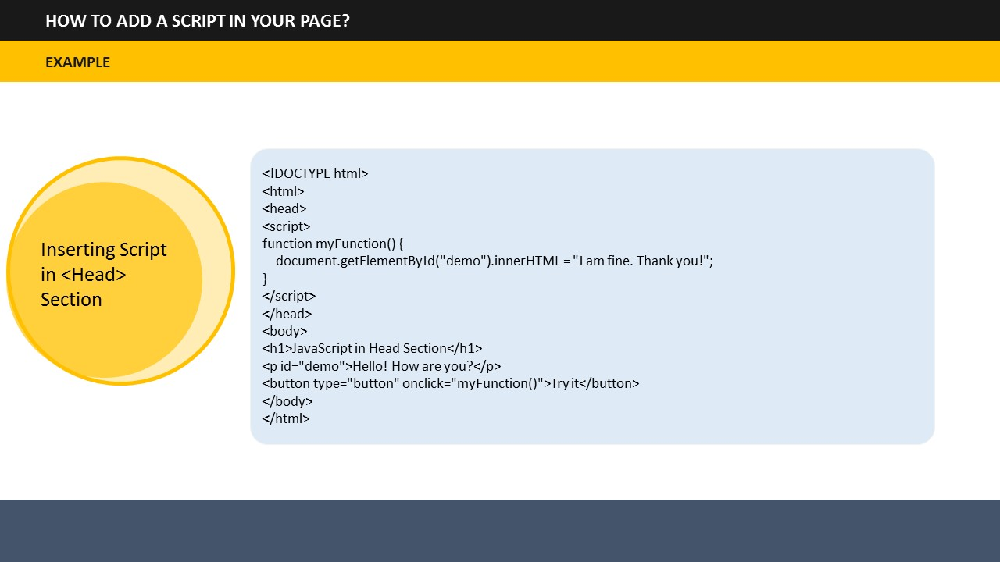 HOW TO ADD A SCRIPT IN YOUR PAGE?
EXAMPLE
Inserting Script
in <Head>
Section
<!DOCTYPE html>
<html>
<head>
<script>
function myFunction() {
    document.getElementById("demo").innerHTML = "I am fine. Thank you!";
}
</script>
</head>
<body>
<h1>JavaScript in Head Section</h1>
<p id="demo">Hello! How are you?</p>
<button type="button" onclick="myFunction()">Try it</button>
</body>
</html>